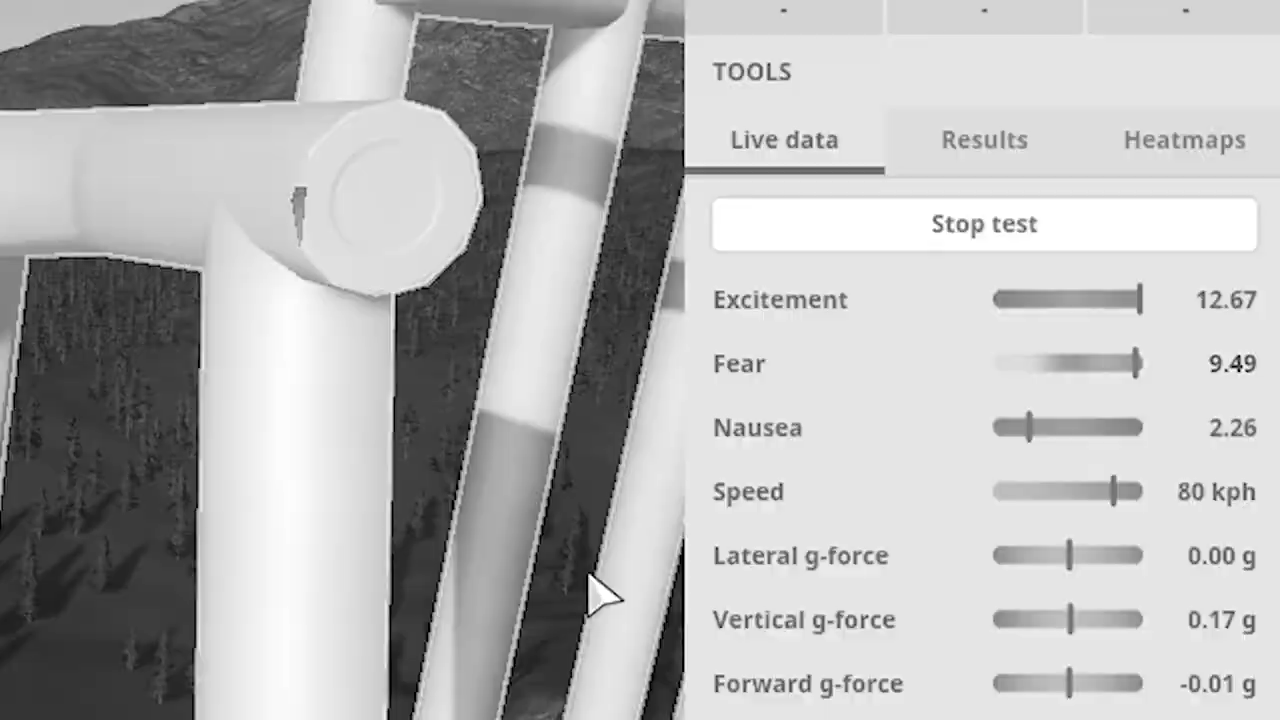 - - -
TOOLS
Live data Results Heatmaps
Stop test
Excitement 12.67
Fear 9.49
Nausea 2.26
Speed 80 kph
Lateral g-force 0.00 g
Vertical g-force 0.17 g
Forward g-force -0.01 g